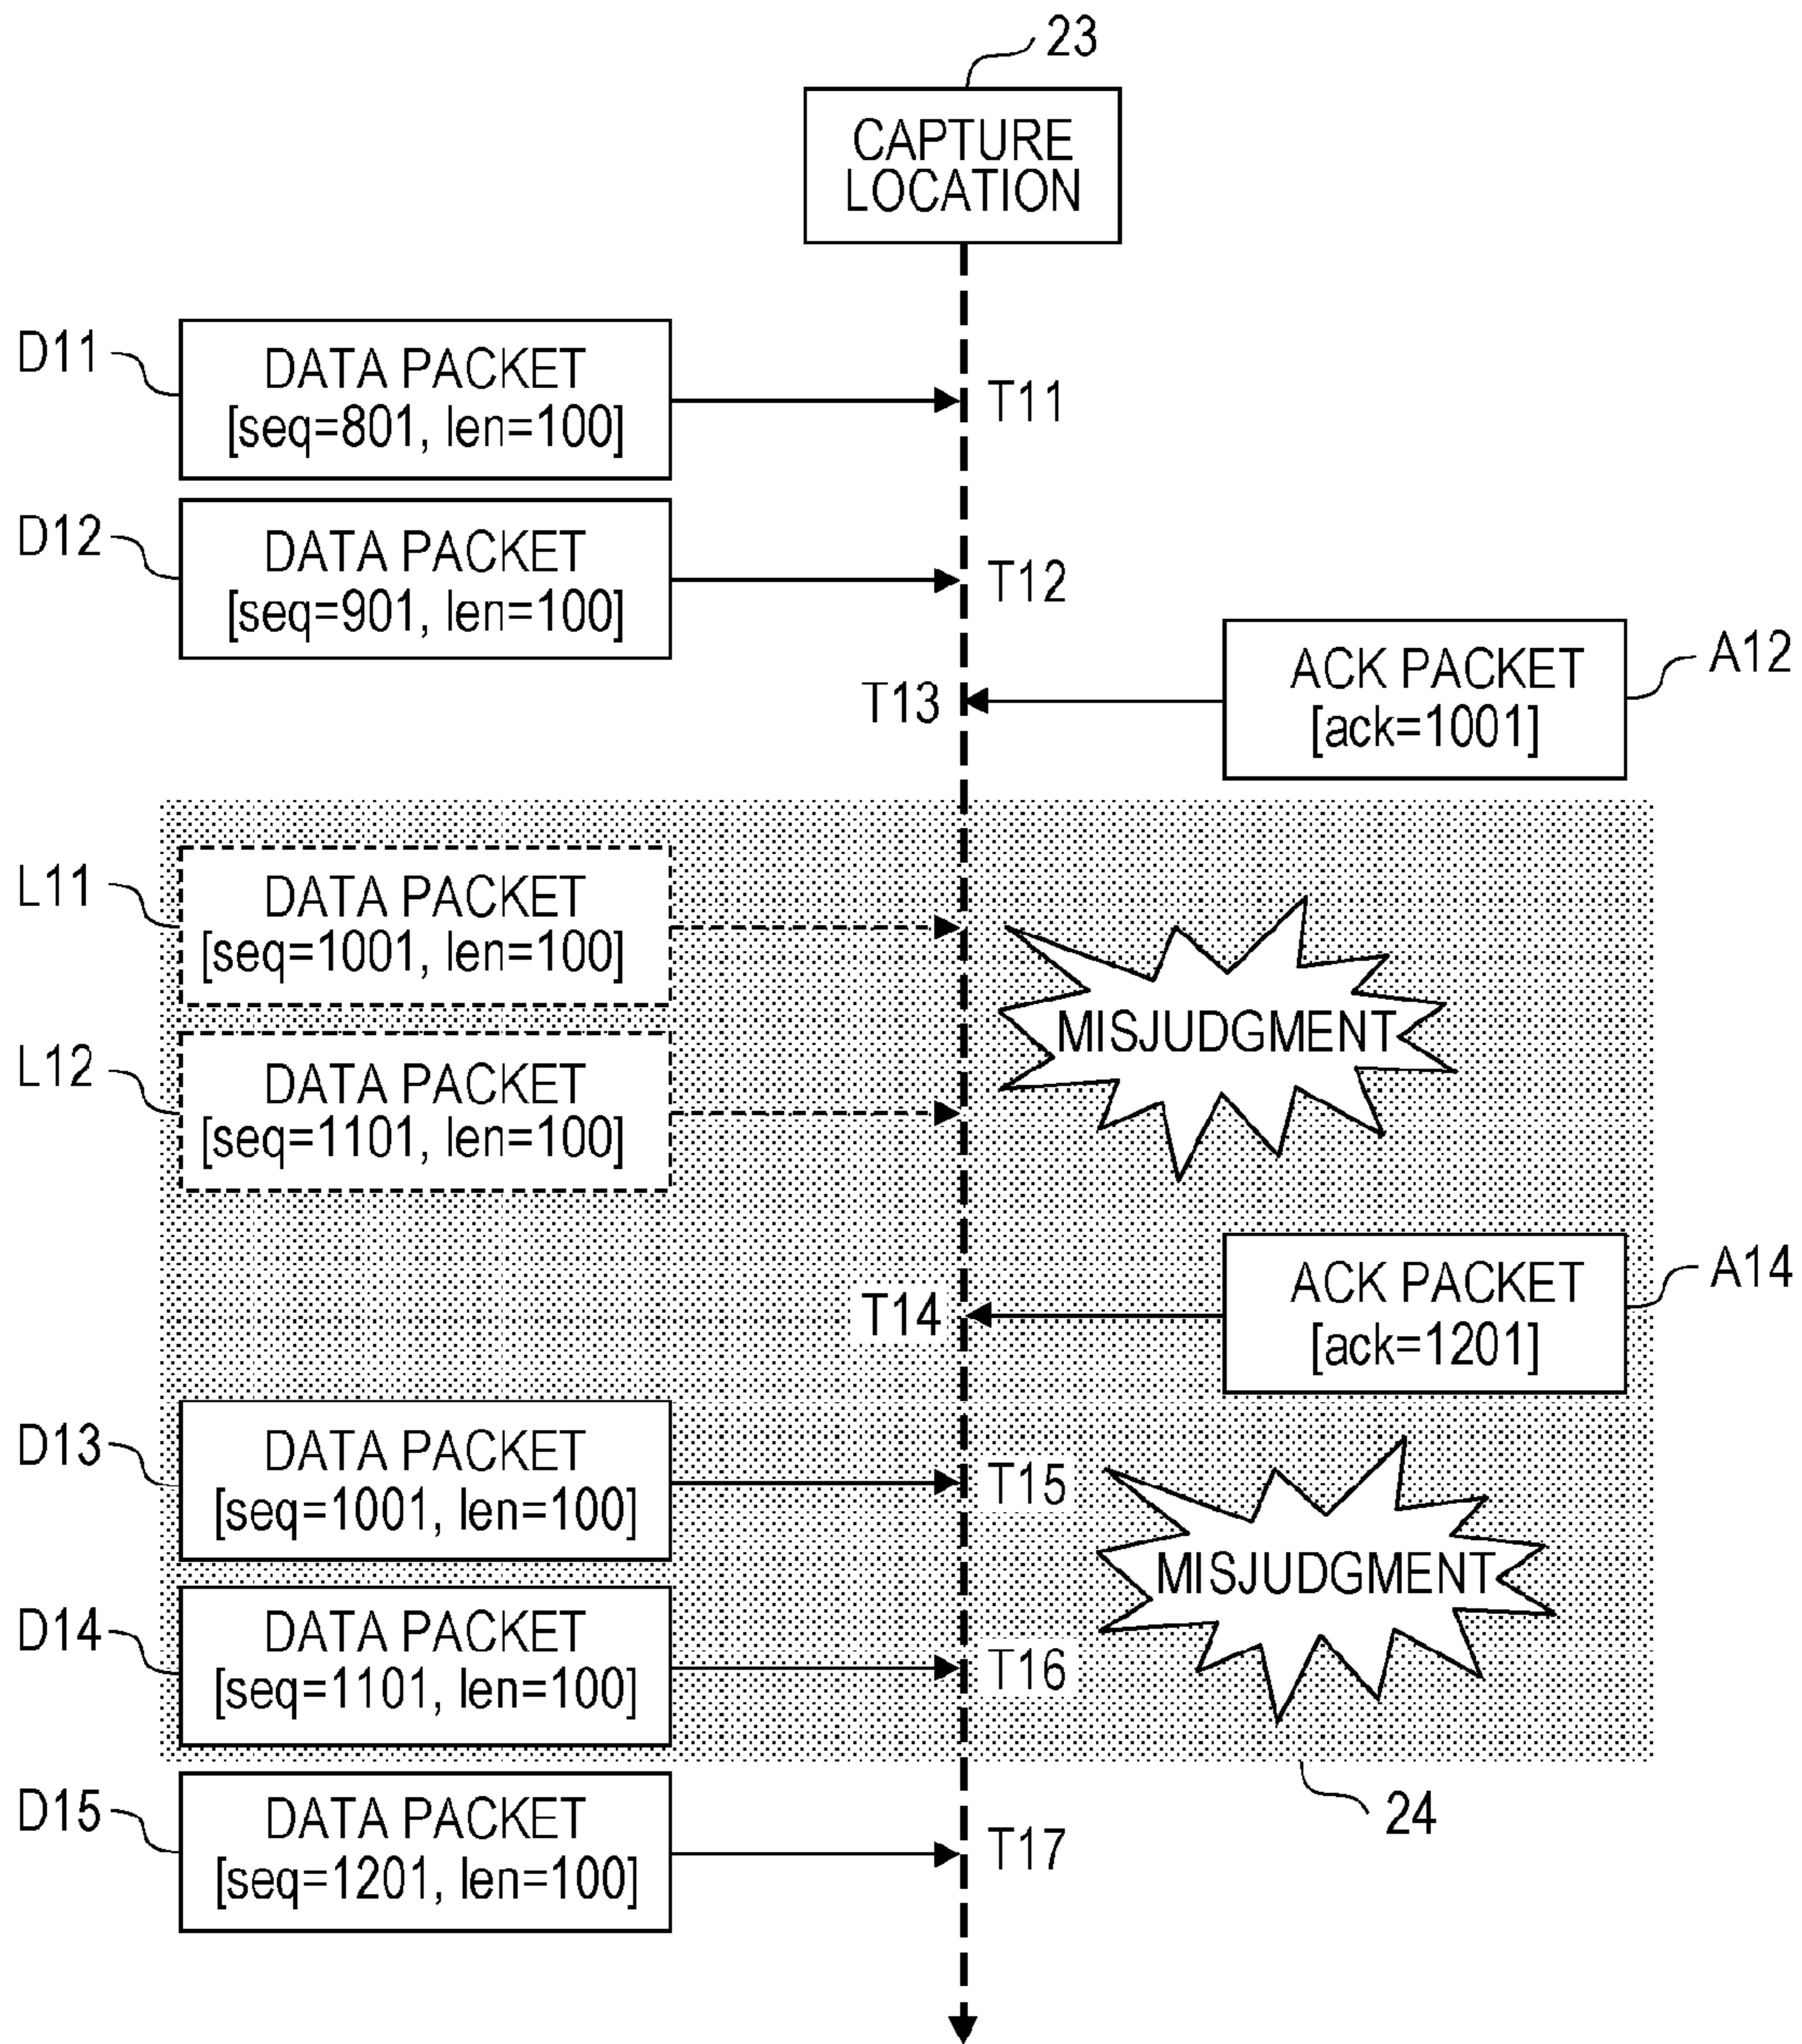 23
CAPTURE
LOCATION
D11
DATA PACKET
[seq=801, len=100]
T11
D12
DATA PACKET
[seq=901, len=100]
T12
ACK PACKET
[ack=1001]
A12
T13
L11
DATA PACKET
[seq=1001, len=100]
MISJUDGMENT
L12
DATA PACKET
[seq=1101, len=100]
ACK PACKET
[ack=1201]
A14
T14
D13
DATA PACKET
[seq=1001, len=100]
T15
MISJUDGMENT
D14
DATA PACKET
[seq=1101, len=100]
T16
24
D15
DATA PACKET
[seq=1201, len=100]
T17